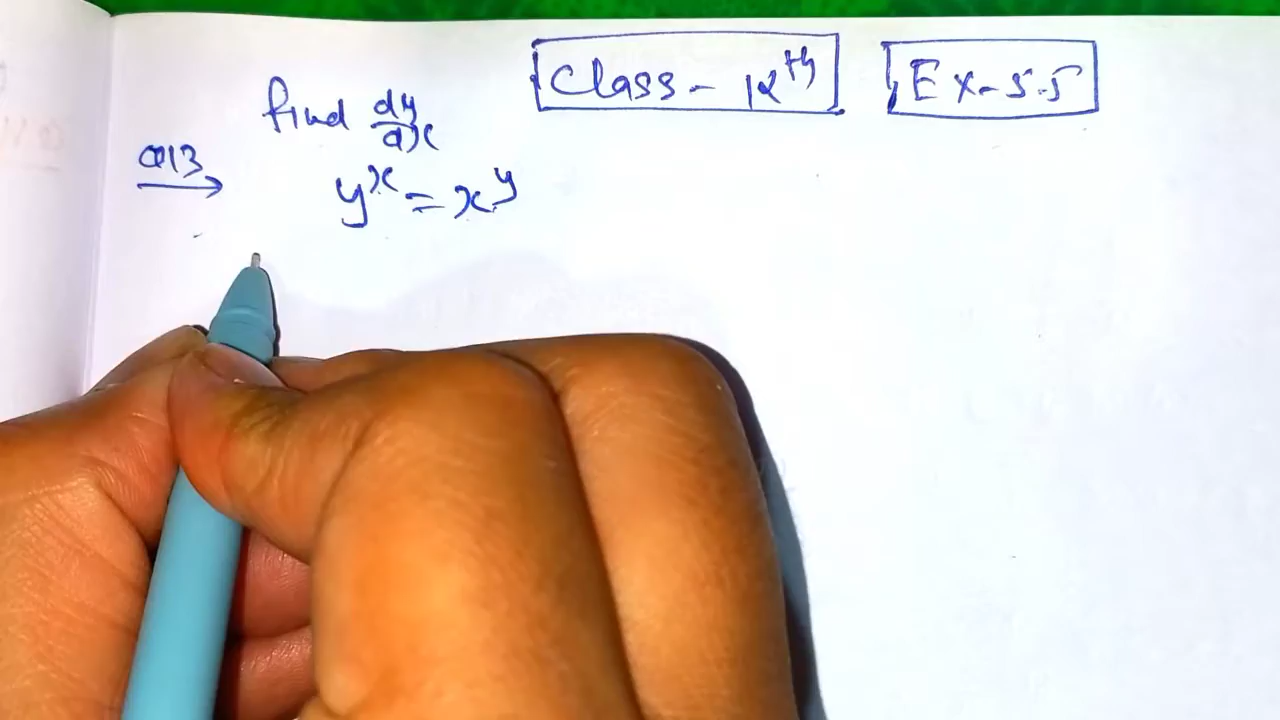 Class - 12th
Ex-5.5
find dy/dx
Q13
y^x = x^y